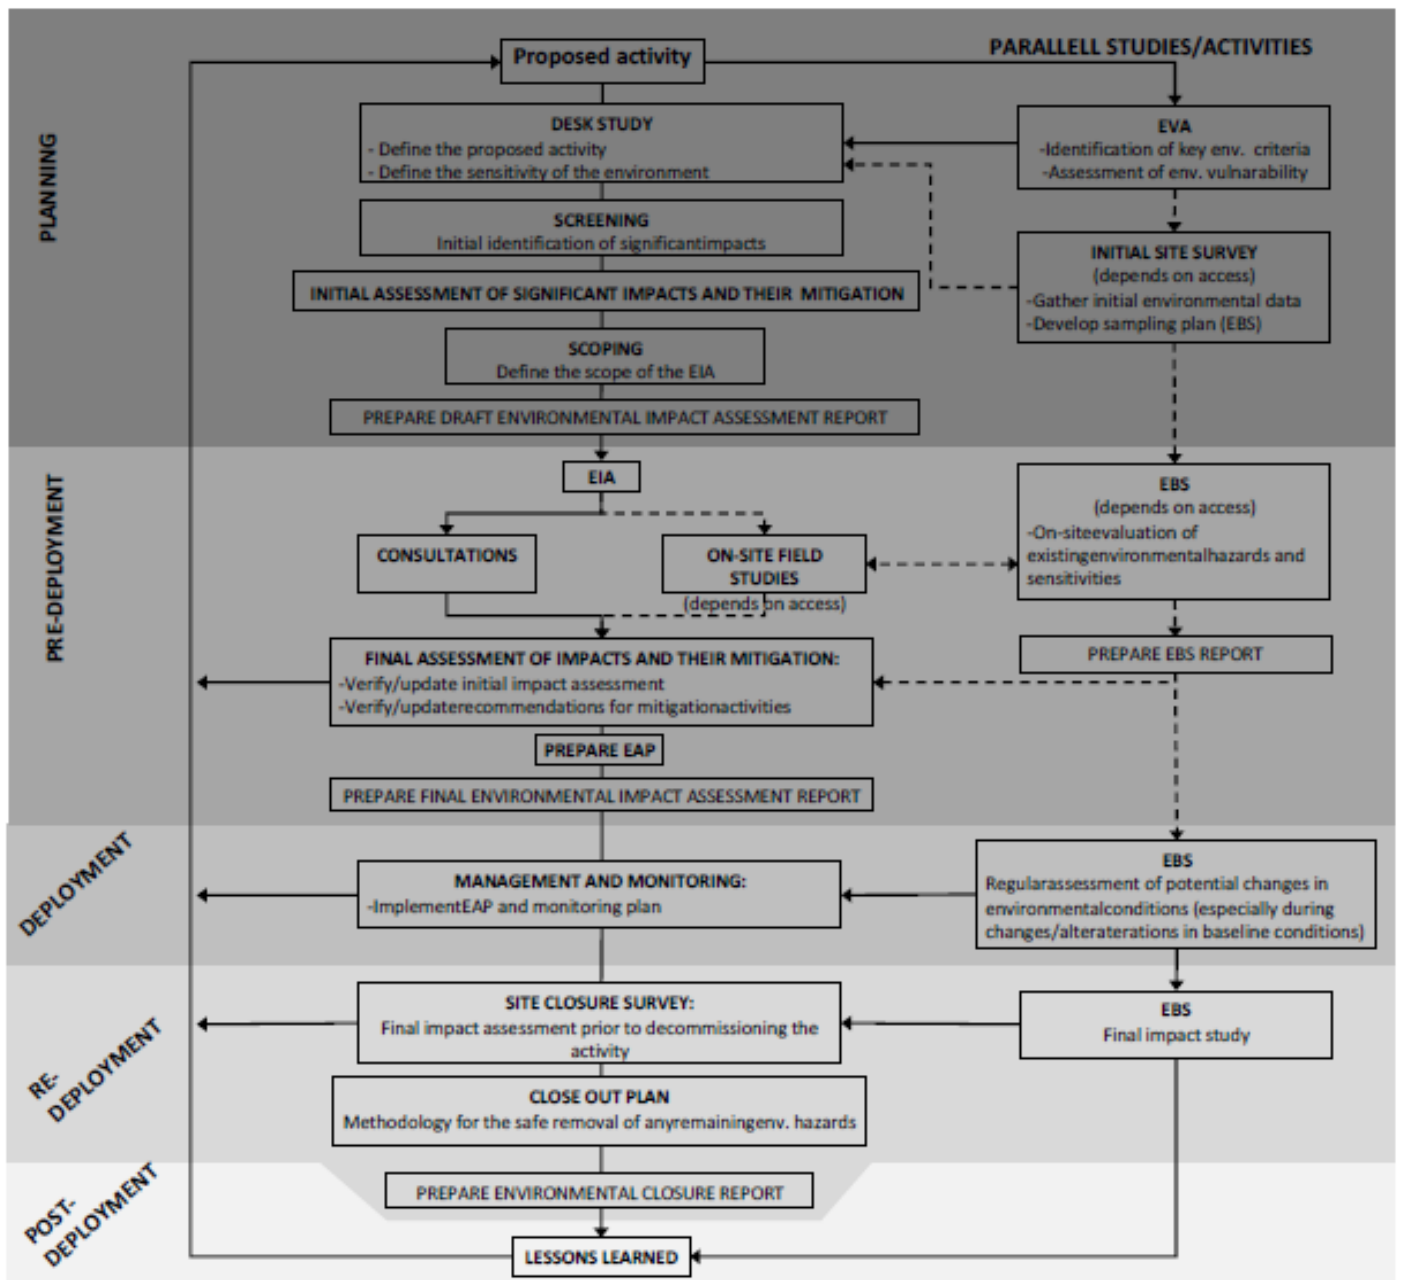 PARALLELL STUDIES/ACTIVITIES
Proposed activity
PLANNING
DESK STUDY
- Define the proposed activity
- Define the sensitivity of the environment
EVA
-Identification of key env. criteria
-Assessment of env. vulnarability
SCREENING
Initial identification of significantimpacts
INITIAL SITE SURVEY
(depends on access)
-Gather initial environmental data
-Develop sampling plan (EBS)
INITIAL ASSESSMENT OF SIGNIFICANT IMPACTS AND THEIR MITIGATION
SCOPING
Define the scope of the EIA
PREPARE DRAFT ENVIRONMENTAL IMPACT ASSESSMENT REPORT
PRE-DEPLOYMENT
EIA
EBS
(depends on access)
-On-siteevaluation of
existingenvironmentalhazards and
sensitivities
CONSULTATIONS
ON-SITE FIELD
STUDIES
(depends on access)
PREPARE EBS REPORT
FINAL ASSESSMENT OF IMPACTS AND THEIR MITIGATION:
-Verify/update initial impact assessment
-Verify/updaterecommendations for mitigationactivities
PREPARE EAP
PREPARE FINAL ENVIRONMENTAL IMPACT ASSESSMENT REPORT
DEPLOYMENT
MANAGEMENT AND MONITORING:
-ImplementEAP and monitoring plan
EBS
Regularassessment of potential changes in
environmentalconditions (especially during
changes/alteraterations in baseline conditions)
RE-
DEPLOYMENT
SITE CLOSURE SURVEY:
Final impact assessment prior to decommissioning the
activity
EBS
Final impact study
CLOSE OUT PLAN
Methodology for the safe removal of anyremainingenv. hazards
POST-
DEPLOYMENT
PREPARE ENVIRONMENTAL CLOSURE REPORT
LESSONS LEARNED